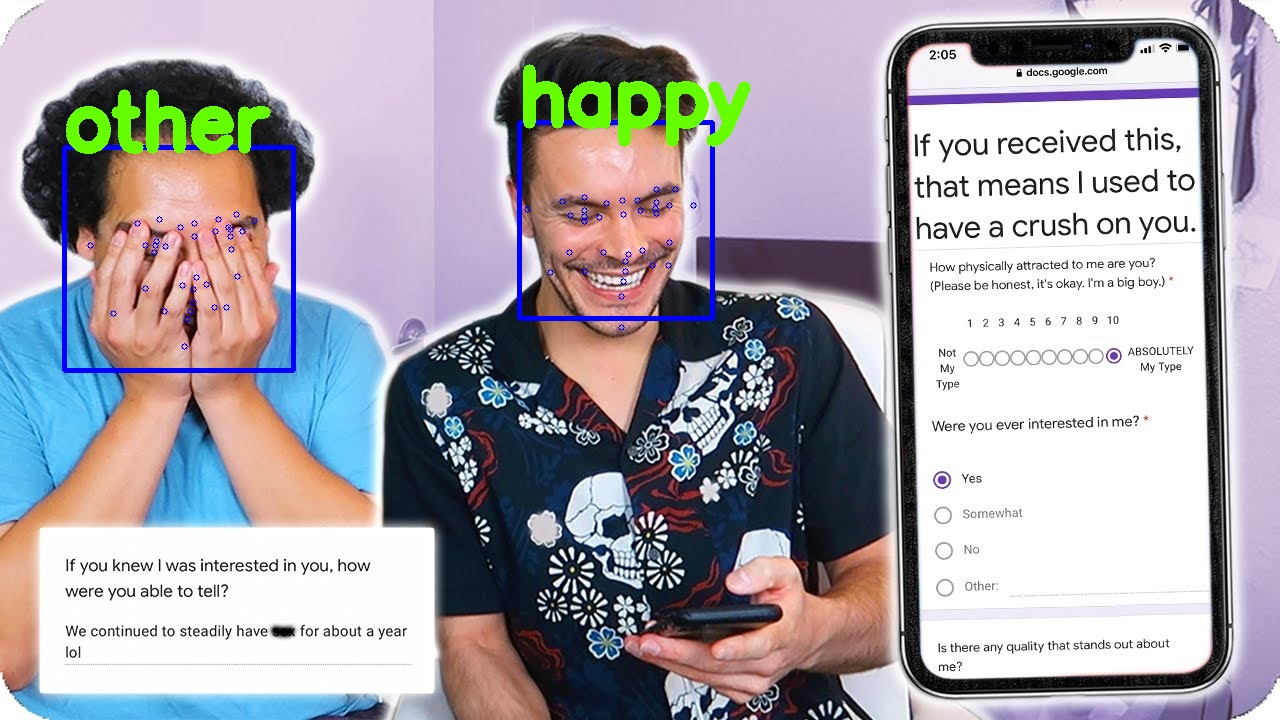 other
happy
If you knew I was interested in you, how
were you able to tell?
We continued to steadily have for about a year
lol
2:05
docs.google.com
If you received this,
that means I used to
have a crush on you.
How physically attracted to me are you?
(Please be honest, it's okay. I'm a big boy.) *
1 2 3 4 5 6 7 8 9 10
Not
My
Type
ABSOLUTELY
My Type
Were you ever interested in me? *
Yes
Somewhat
No
Other:
Is there any quality that stands out about
me?